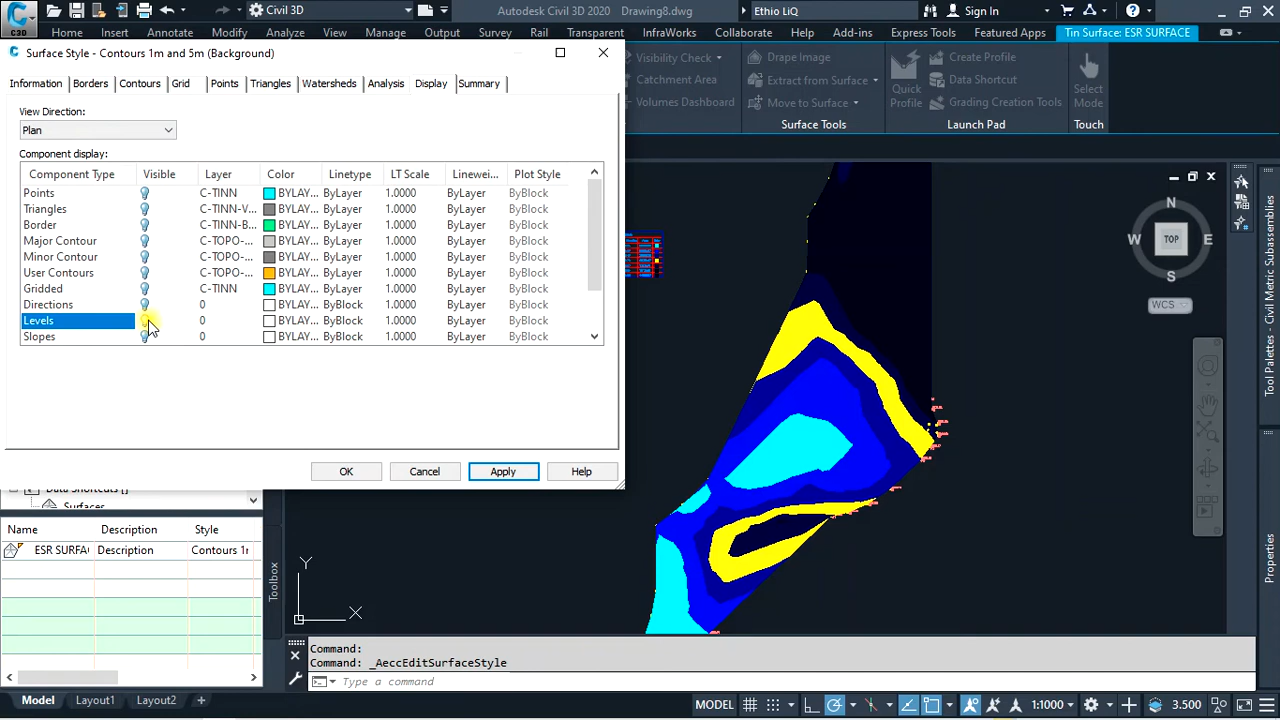 Civil 3D
Autodesk Civil 3D 2020 Drawing8.dwg
Ethio LiQ
Sign In
C3D
Home Insert Annotate Modify Analyze View Manage Output Survey Rail Transparent InfraWorks Collaborate Help Add-ins Express Tools Featured Apps Tin Surface: ESR SURFACE
Surface Style - Contours 1m and 5m (Background)
Information Borders Contours Grid Points Triangles Watersheds Analysis Display Summary
View Direction:
Plan
Component display:
Component Type Visible Layer Color Linetype LT Scale Linewei... Plot Style
Points C-TINN BYLAY... ByLayer 1.0000 ByLayer ByBlock
Triangles C-TINN-V... BYLAY... ByLayer 1.0000 ByLayer ByBlock
Border C-TINN-B... BYLAY... ByLayer 1.0000 ByLayer ByBlock
Major Contour C-TOPO-... BYLAY... ByLayer 1.0000 ByLayer ByBlock
Minor Contour C-TOPO-... BYLAY... ByLayer 1.0000 ByLayer ByBlock
User Contours C-TOPO-... BYLAY... ByLayer 1.0000 ByLayer ByBlock
Gridded C-TINN BYLAY... ByLayer 1.0000 ByLayer ByBlock
Directions 0 BYLAY... ByBlock 1.0000 ByLayer ByBlock
Levels 0 BYLAY... ByBlock 1.0000 ByLayer ByBlock
Slopes 0 BYLAY... ByBlock 1.0000 ByLayer ByBlock
OK Cancel Apply Help
Visibility Check
Catchment Area
Volumes Dashboard
Drape Image
Extract from Surface
Move to Surface
Surface Tools
Quick
Profile
Create Profile
Data Shortcut
Grading Creation Tools
Launch Pad
Select
Mode
Touch
N
W TOP E
S
WCS
Tool Palettes - Civil Metric Subassemblies
Properties
Data Shortcuts []
Surfaces
Name Description Style
ESR SURFA Description Contours 1r
Toolbox
Y
X
Command:
Command: _AeccEditSurfaceStyle
Type a command
Model Layout1 Layout2 +
MODEL 1:1000 3.500